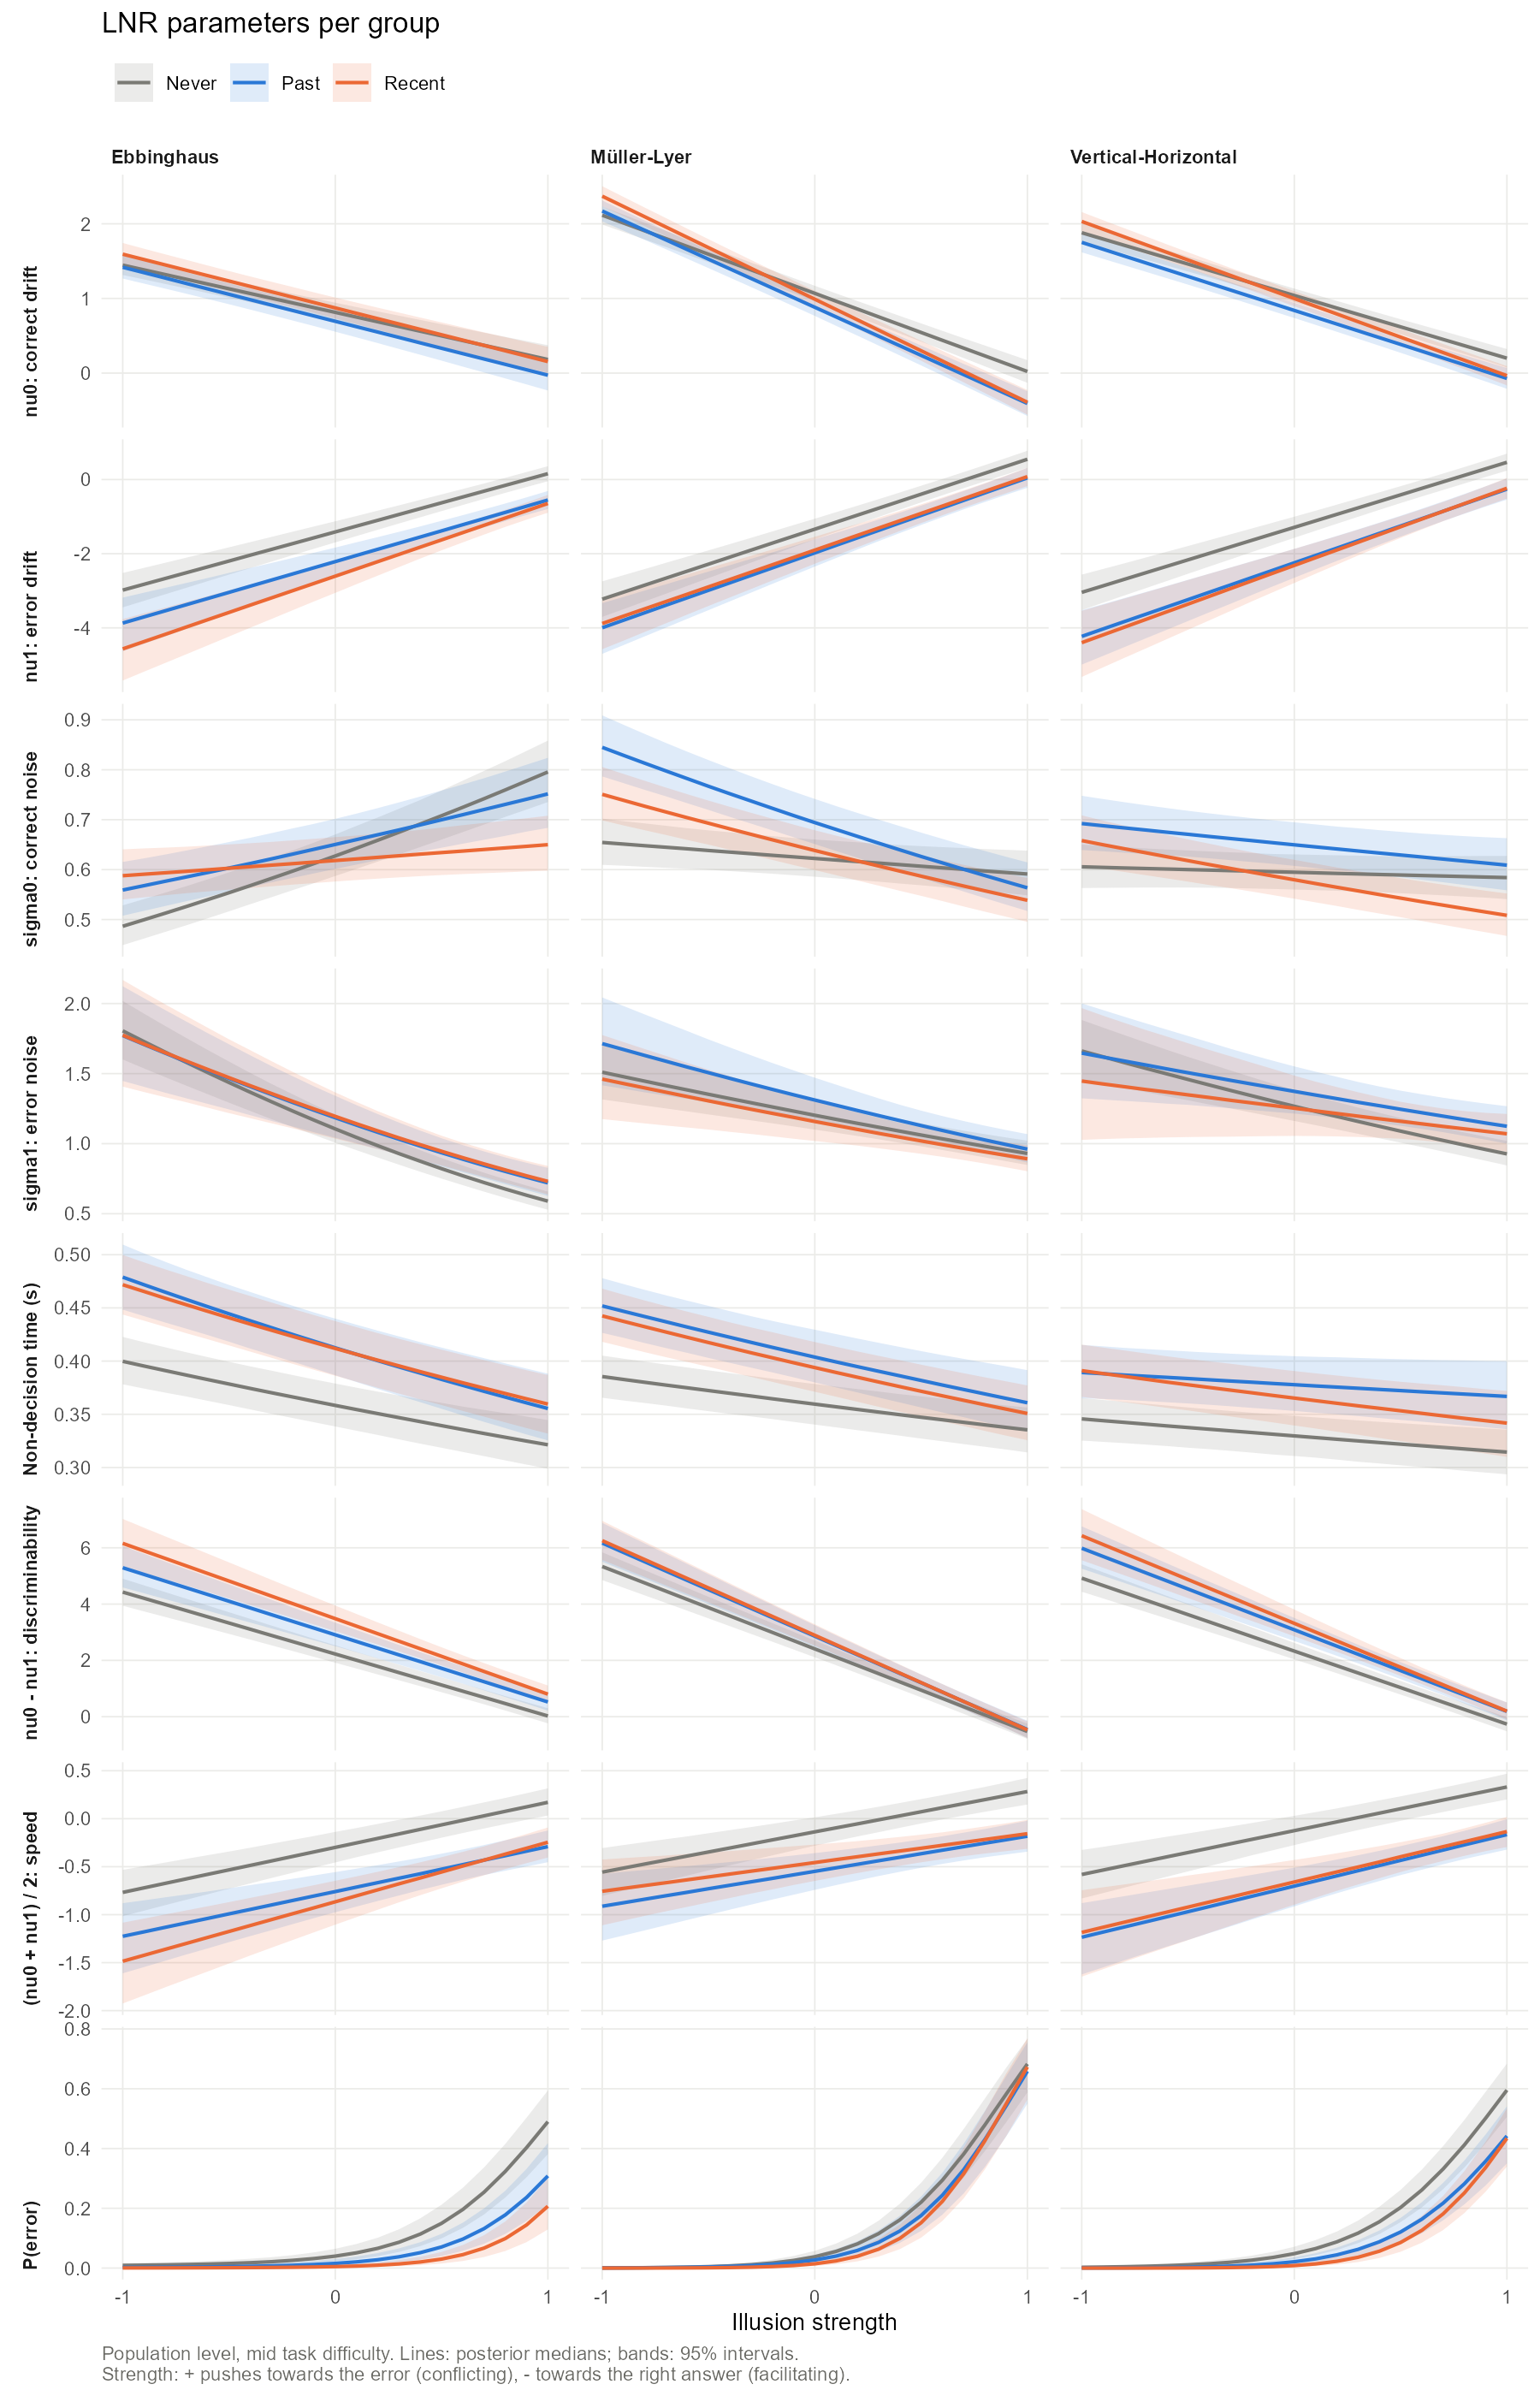 LNR parameters per group
Never Past Recent
Ebbinghaus Müller-Lyer Vertical-Horizontal
nu0: correct drift
2
1
0
nu1: error drift
0
-2
-4
sigma0: correct noise
0.9
0.8
0.7
0.6
0.5
sigma1: error noise
2.0
1.5
1.0
0.5
Non-decision time (s)
0.50
0.45
0.40
0.35
0.30
nu0 - nu1: discriminability
6
4
2
0
(nu0 + nu1) / 2: speed
0.5
0.0
-0.5
-1.0
-1.5
-2.0
P(error)
0.8
0.6
0.4
0.2
0.0
-1 0 1 -1 0 1 -1 0 1
Illusion strength
Population level, mid task difficulty. Lines: posterior medians; bands: 95% intervals.
Strength: + pushes towards the error (conflicting), - towards the right answer (facilitating).